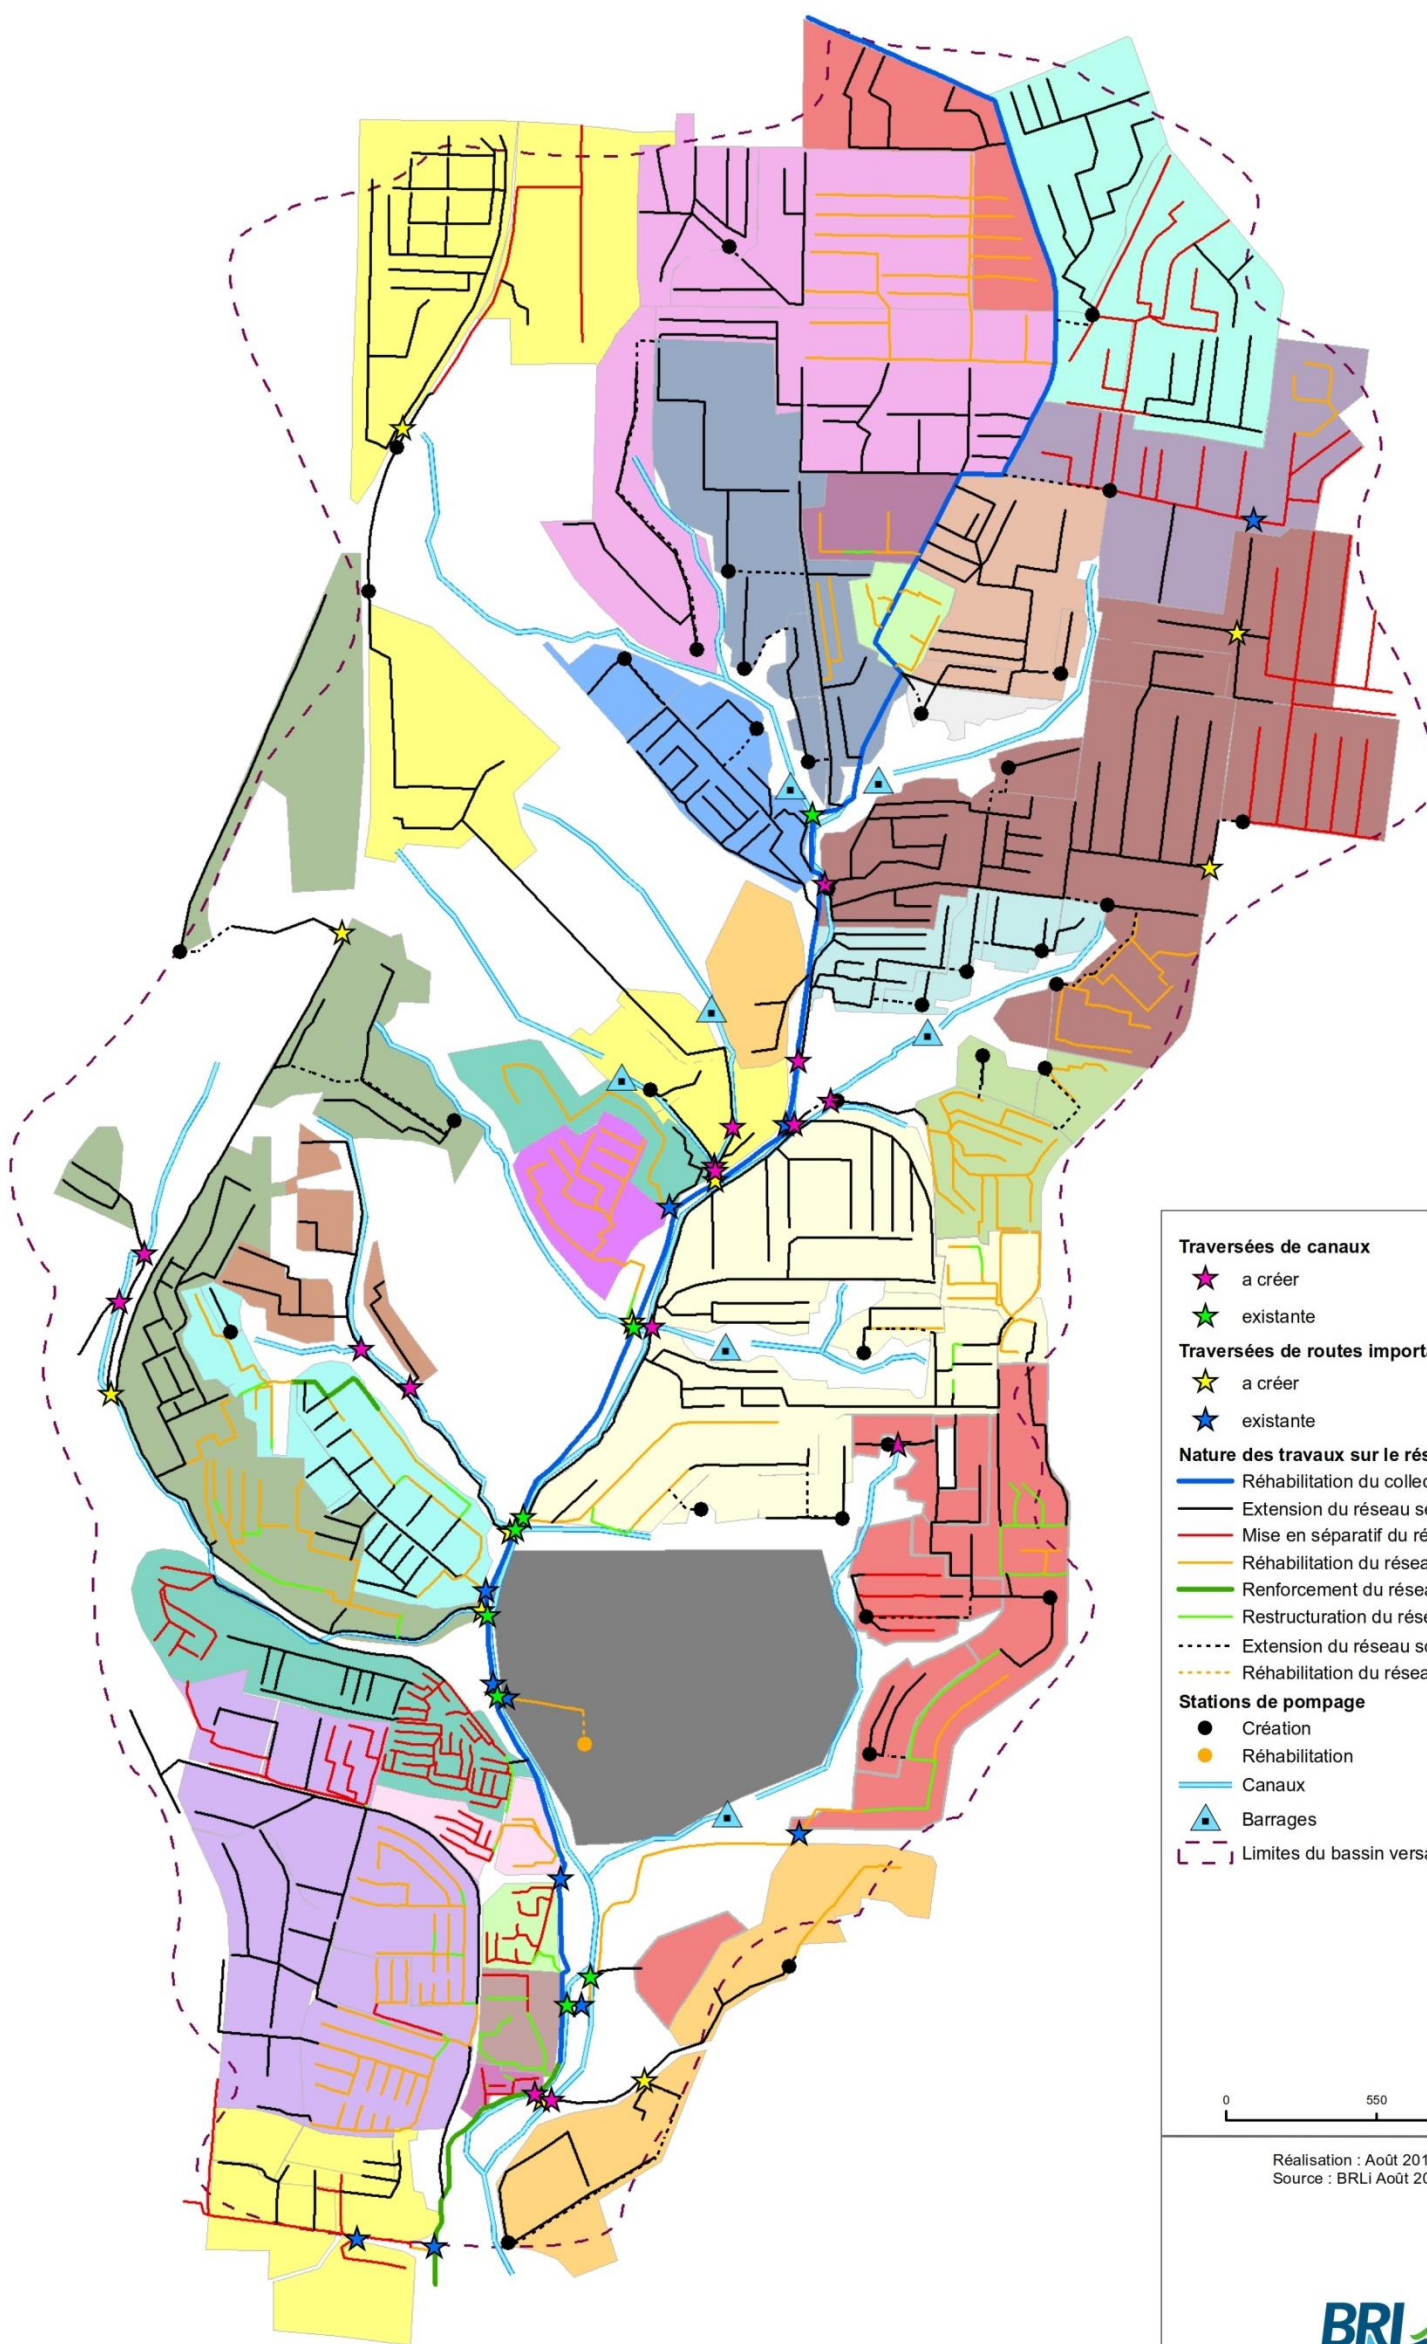 Traversées de canaux
a créer
existante
Traversées de routes import
a créer
existante
Nature des travaux sur le rés
Réhabilitation du collec
Extension du réseau se
Mise en séparatif du ré
Réhabilitation du résea
Renforcement du résea
Restructuration du rése
Extension du réseau so
Réhabilitation du résea
Stations de pompage
Création
Réhabilitation
Canaux
Barrages
Limites du bassin versa
0 550
Réalisation : Août 201
Source : BRLi Août 20
BRL